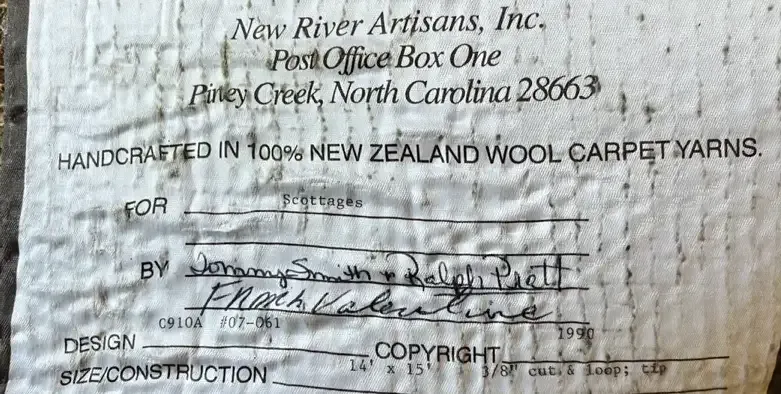 New River Artisans, Inc.
Post Office Box One
Piney Creek, North Carolina 28663
HANDCRAFTED IN 100% NEW ZEALAND WOOL CARPET YARNS.
FOR Scottages
BY Tommy Smith n Ralph Pratt
Valentine
C910A #07-061 1990
DESIGN COPYRIGHT
14' x 15' 3/8" cut & loop; tip
SIZE/CONSTRUCTION